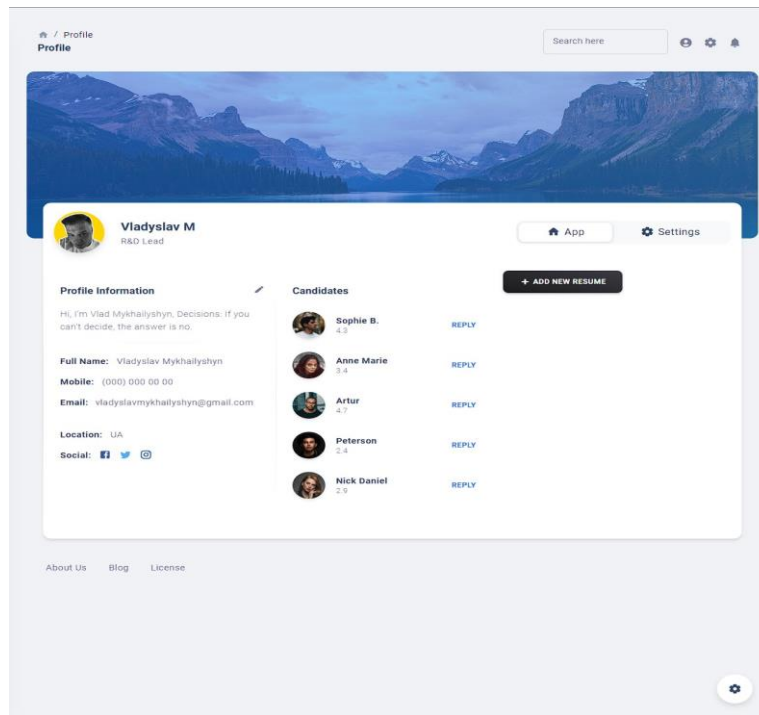 / Profile
Profile
Search here
Vladyslav M
R&D Lead
App
Settings
Profile Information
Hi, I'm Vlad Mykhailyshyn, Decisions: If you
can't decide, the answer is no.
Full Name: Vladyslav Mykhailyshyn
Mobile: (000) 000 00 00
Email: vladyslavmykhailyshyn@gmail.com
Location: UA
Social:
Candidates
+ ADD NEW RESUME
Sophie B.
4.3
REPLY
Anne Marie
3.4
REPLY
Artur
4.7
REPLY
Peterson
2.4
REPLY
Nick Daniel
2.9
REPLY
About Us
Blog
License